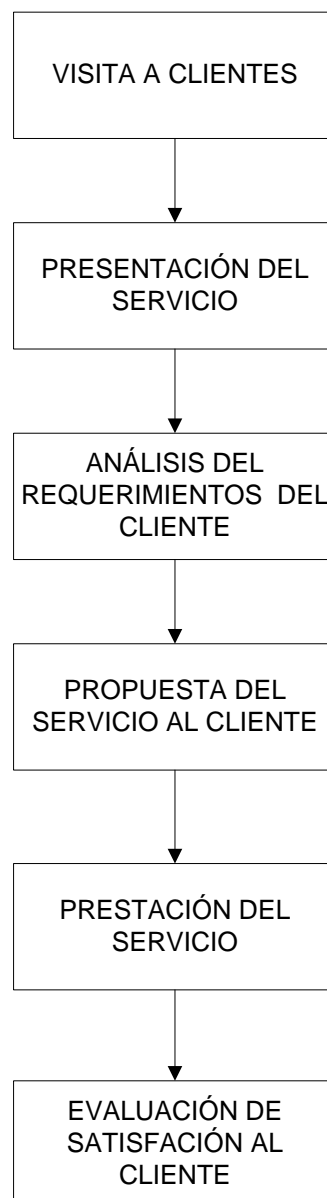 VISITA A CLIENTES
PRESENTACIÓN DEL
SERVICIO
ANÁLISIS DEL
REQUERIMIENTOS DEL
CLIENTE
PROPUESTA DEL
SERVICIO AL CLIENTE
PRESTACIÓN DEL
SERVICIO
EVALUACIÓN DE
SATISFACIÓN AL
CLIENTE